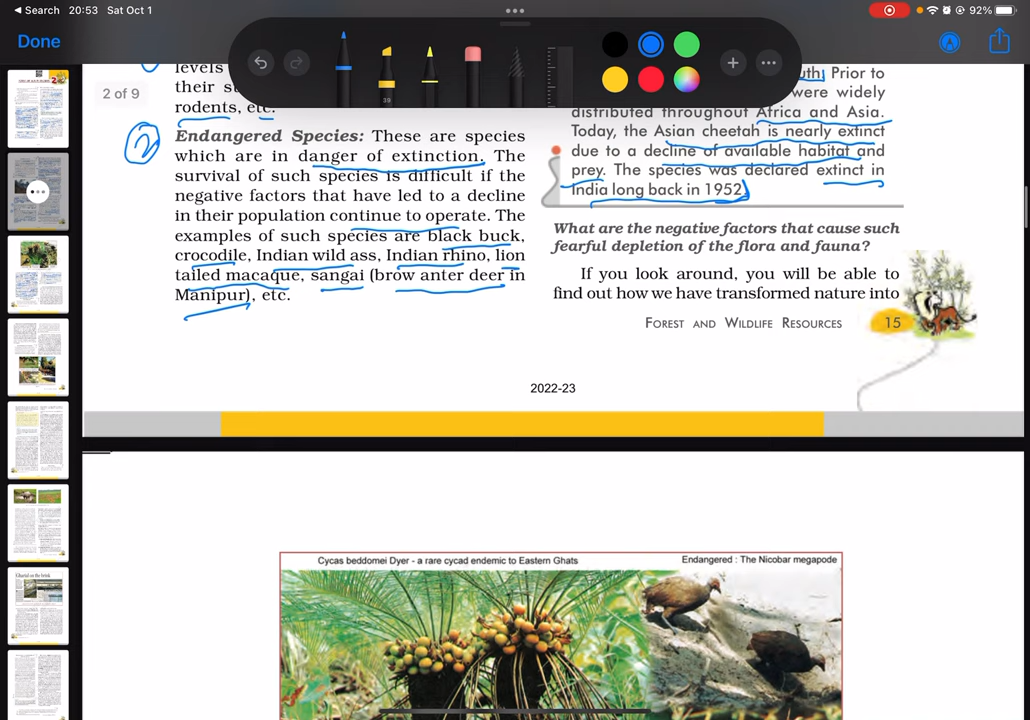 Search 20:53 Sat Oct 1
92%
Done
39
2 of 9
levels
their s
rodents, etc.
2
Endangered Species: These are species
which are in danger of extinction. The
survival of such species is difficult if the
negative factors that have led to a decline
in their population continue to operate. The
examples of such species are black buck,
crocodile, Indian wild ass, Indian rhino, lion
tailed macaque, sangai (brow anter deer in
Manipur), etc.
uth. Prior to
were widely
distributed throughout Africa and Asia.
Today, the Asian cheetah is nearly extinct
due to a decline of available habitat and
prey. The species was declared extinct in
India long back in 1952.
What are the negative factors that cause such
fearful depletion of the flora and fauna?
If you look around, you will be able to
find out how we have transformed nature into
FOREST AND WILDLIFE RESOURCES 15
2022-23
Cycas beddomei Dyer - a rare cycad endemic to Eastern Ghats
Endangered : The Nicobar megapode